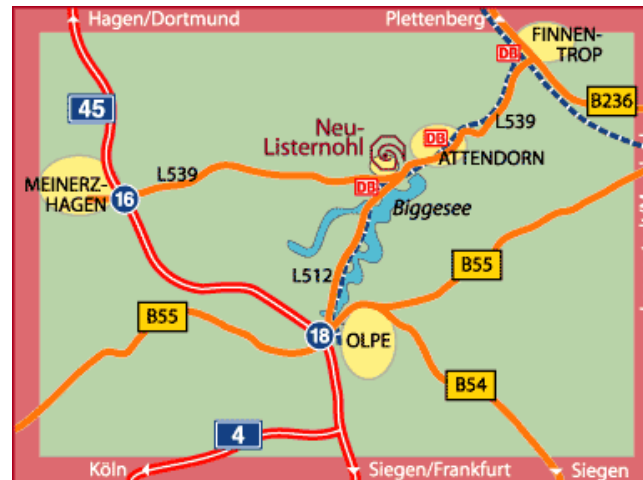 Hagen/Dortmund
Plettenberg
FINNEN-
TROP
DB
B236
45
Neu-
Listernohl
L539
DB
ATTENDORN
MEINERZ-
HAGEN
L539
16
DB
Biggesee
L512
B55
B55
18
OLPE
B54
4
Köln
Siegen/Frankfurt
Siegen